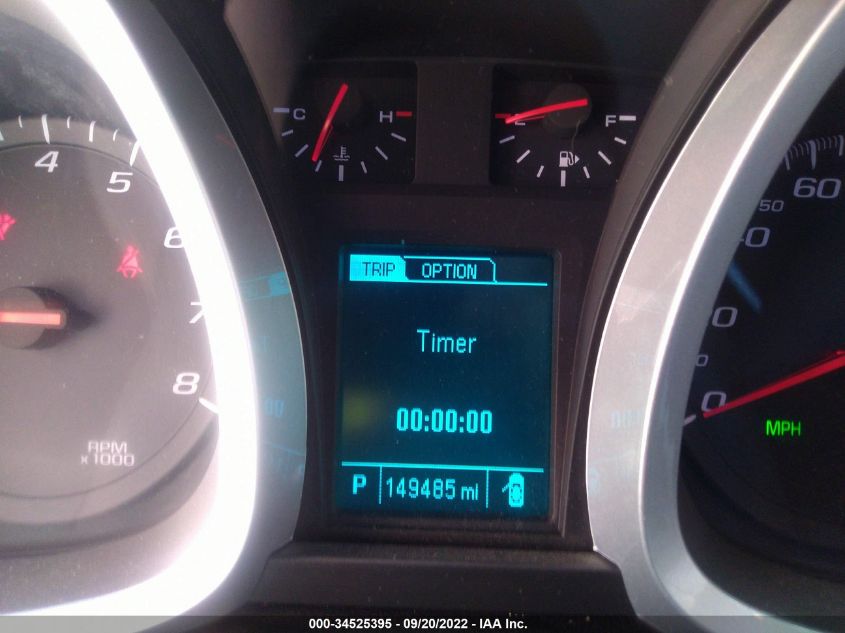 C H
E F
4
5
6
7
8
RPM
x1000
TRIP OPTION
Timer
00:00:00
P 149485 mi
60
50
0
MPH
000-34525395 - 09/20/2022 - IAA Inc.